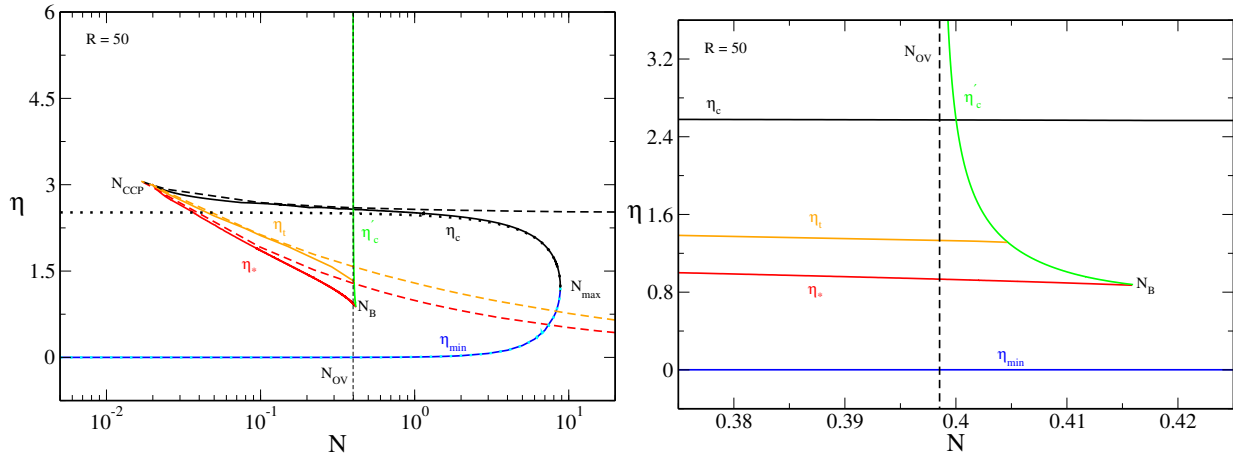 R = 50
6
4.5
3
1.5
0
η
N_CCP
η_t
η_*
η'_c
η_c
N_B
N_max
η_min
N_OV
10^-2
10^-1
10^0
10^1
N
R = 50
3.2
2.4
1.6
0.8
0
η
N_OV
η'_c
η_c
η_t
η_*
N_B
η_min
0.38
0.39
0.4
0.41
0.42
N